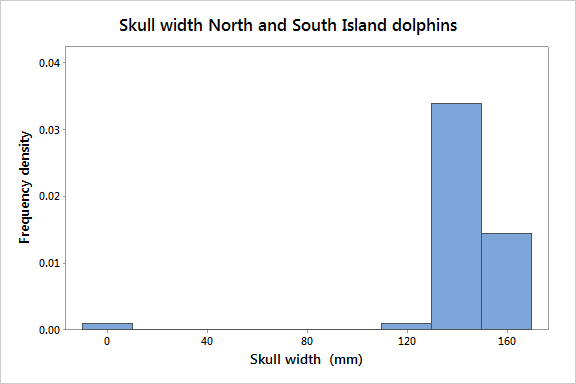 Skull width North and South Island dolphins
0.04
0.03
0.02
0.01
0.00
Frequency density
0 40 80 120 160
Skull width (mm)